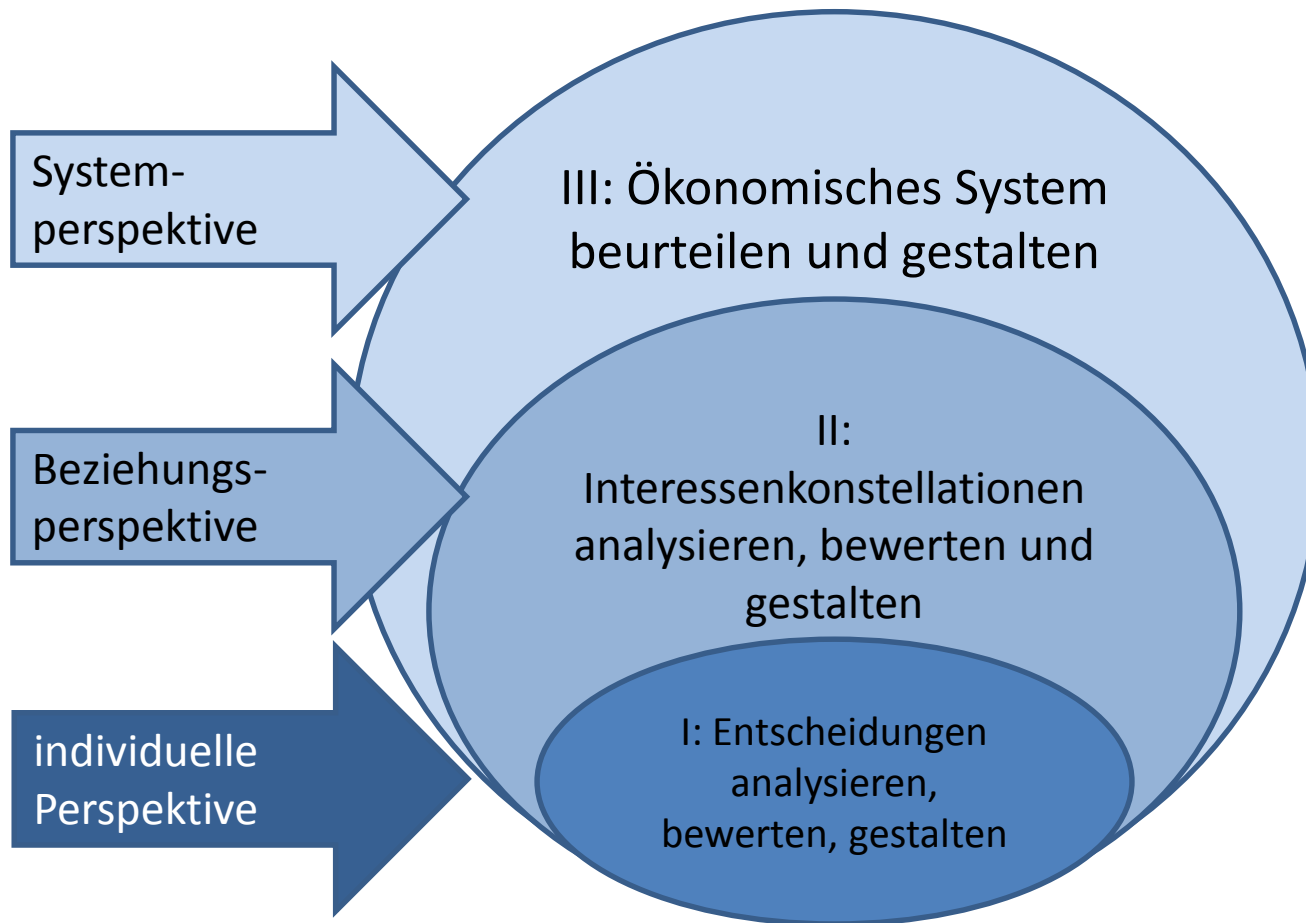 System-
perspektive
III: Ökonomisches System
beurteilen und gestalten
Beziehungs-
perspektive
II:
Interessenkonstellationen
analysieren, bewerten und
gestalten
individuelle
Perspektive
I: Entscheidungen
analysieren,
bewerten, gestalten